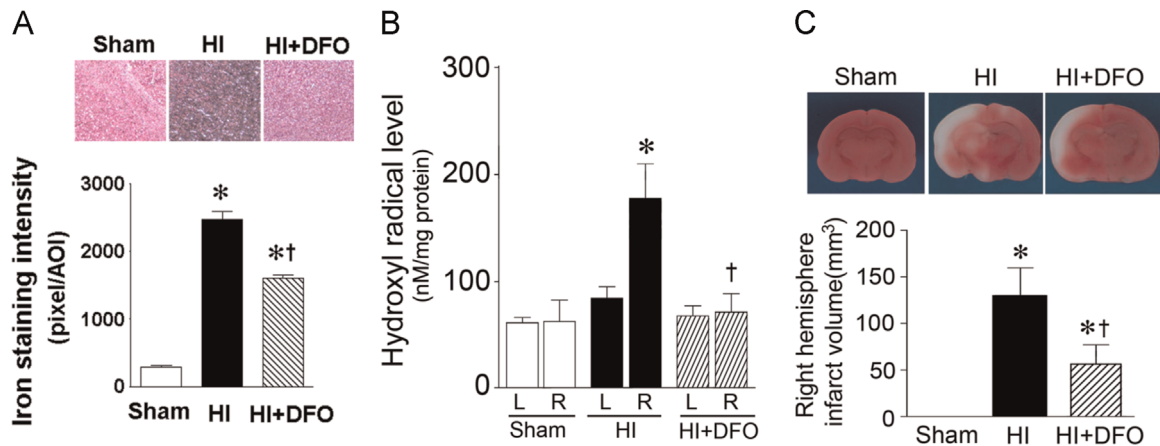 A
Sham HI HI+DFO
Iron staining intensity
(pixel/AOI)
3000
2000
1000
0
*
*†
Sham HI HI+DFO
B
Hydroxyl radical level
(nM/mg protein)
300
200
100
0
*
†
L R L R L R
Sham HI HI+DFO
C
Sham HI HI+DFO
Right hemisphere
infarct volume(mm³)
200
150
100
50
0
*
*†
Sham HI HI+DFO